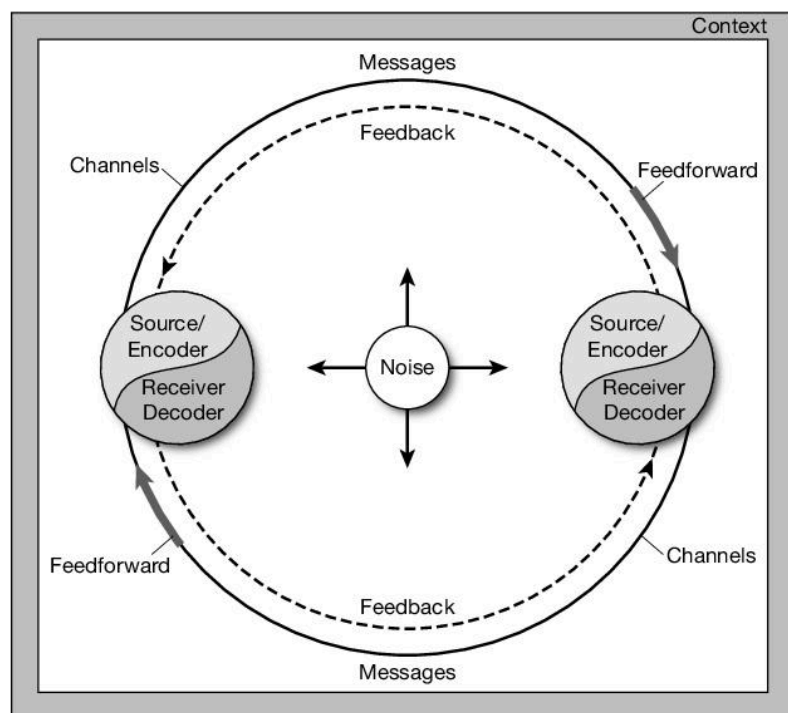 Context
Messages
Feedback
Channels
Feedforward
Source/
Encoder
Receiver
Decoder
Noise
Source/
Encoder
Receiver
Decoder
Feedforward
Channels
Feedback
Messages